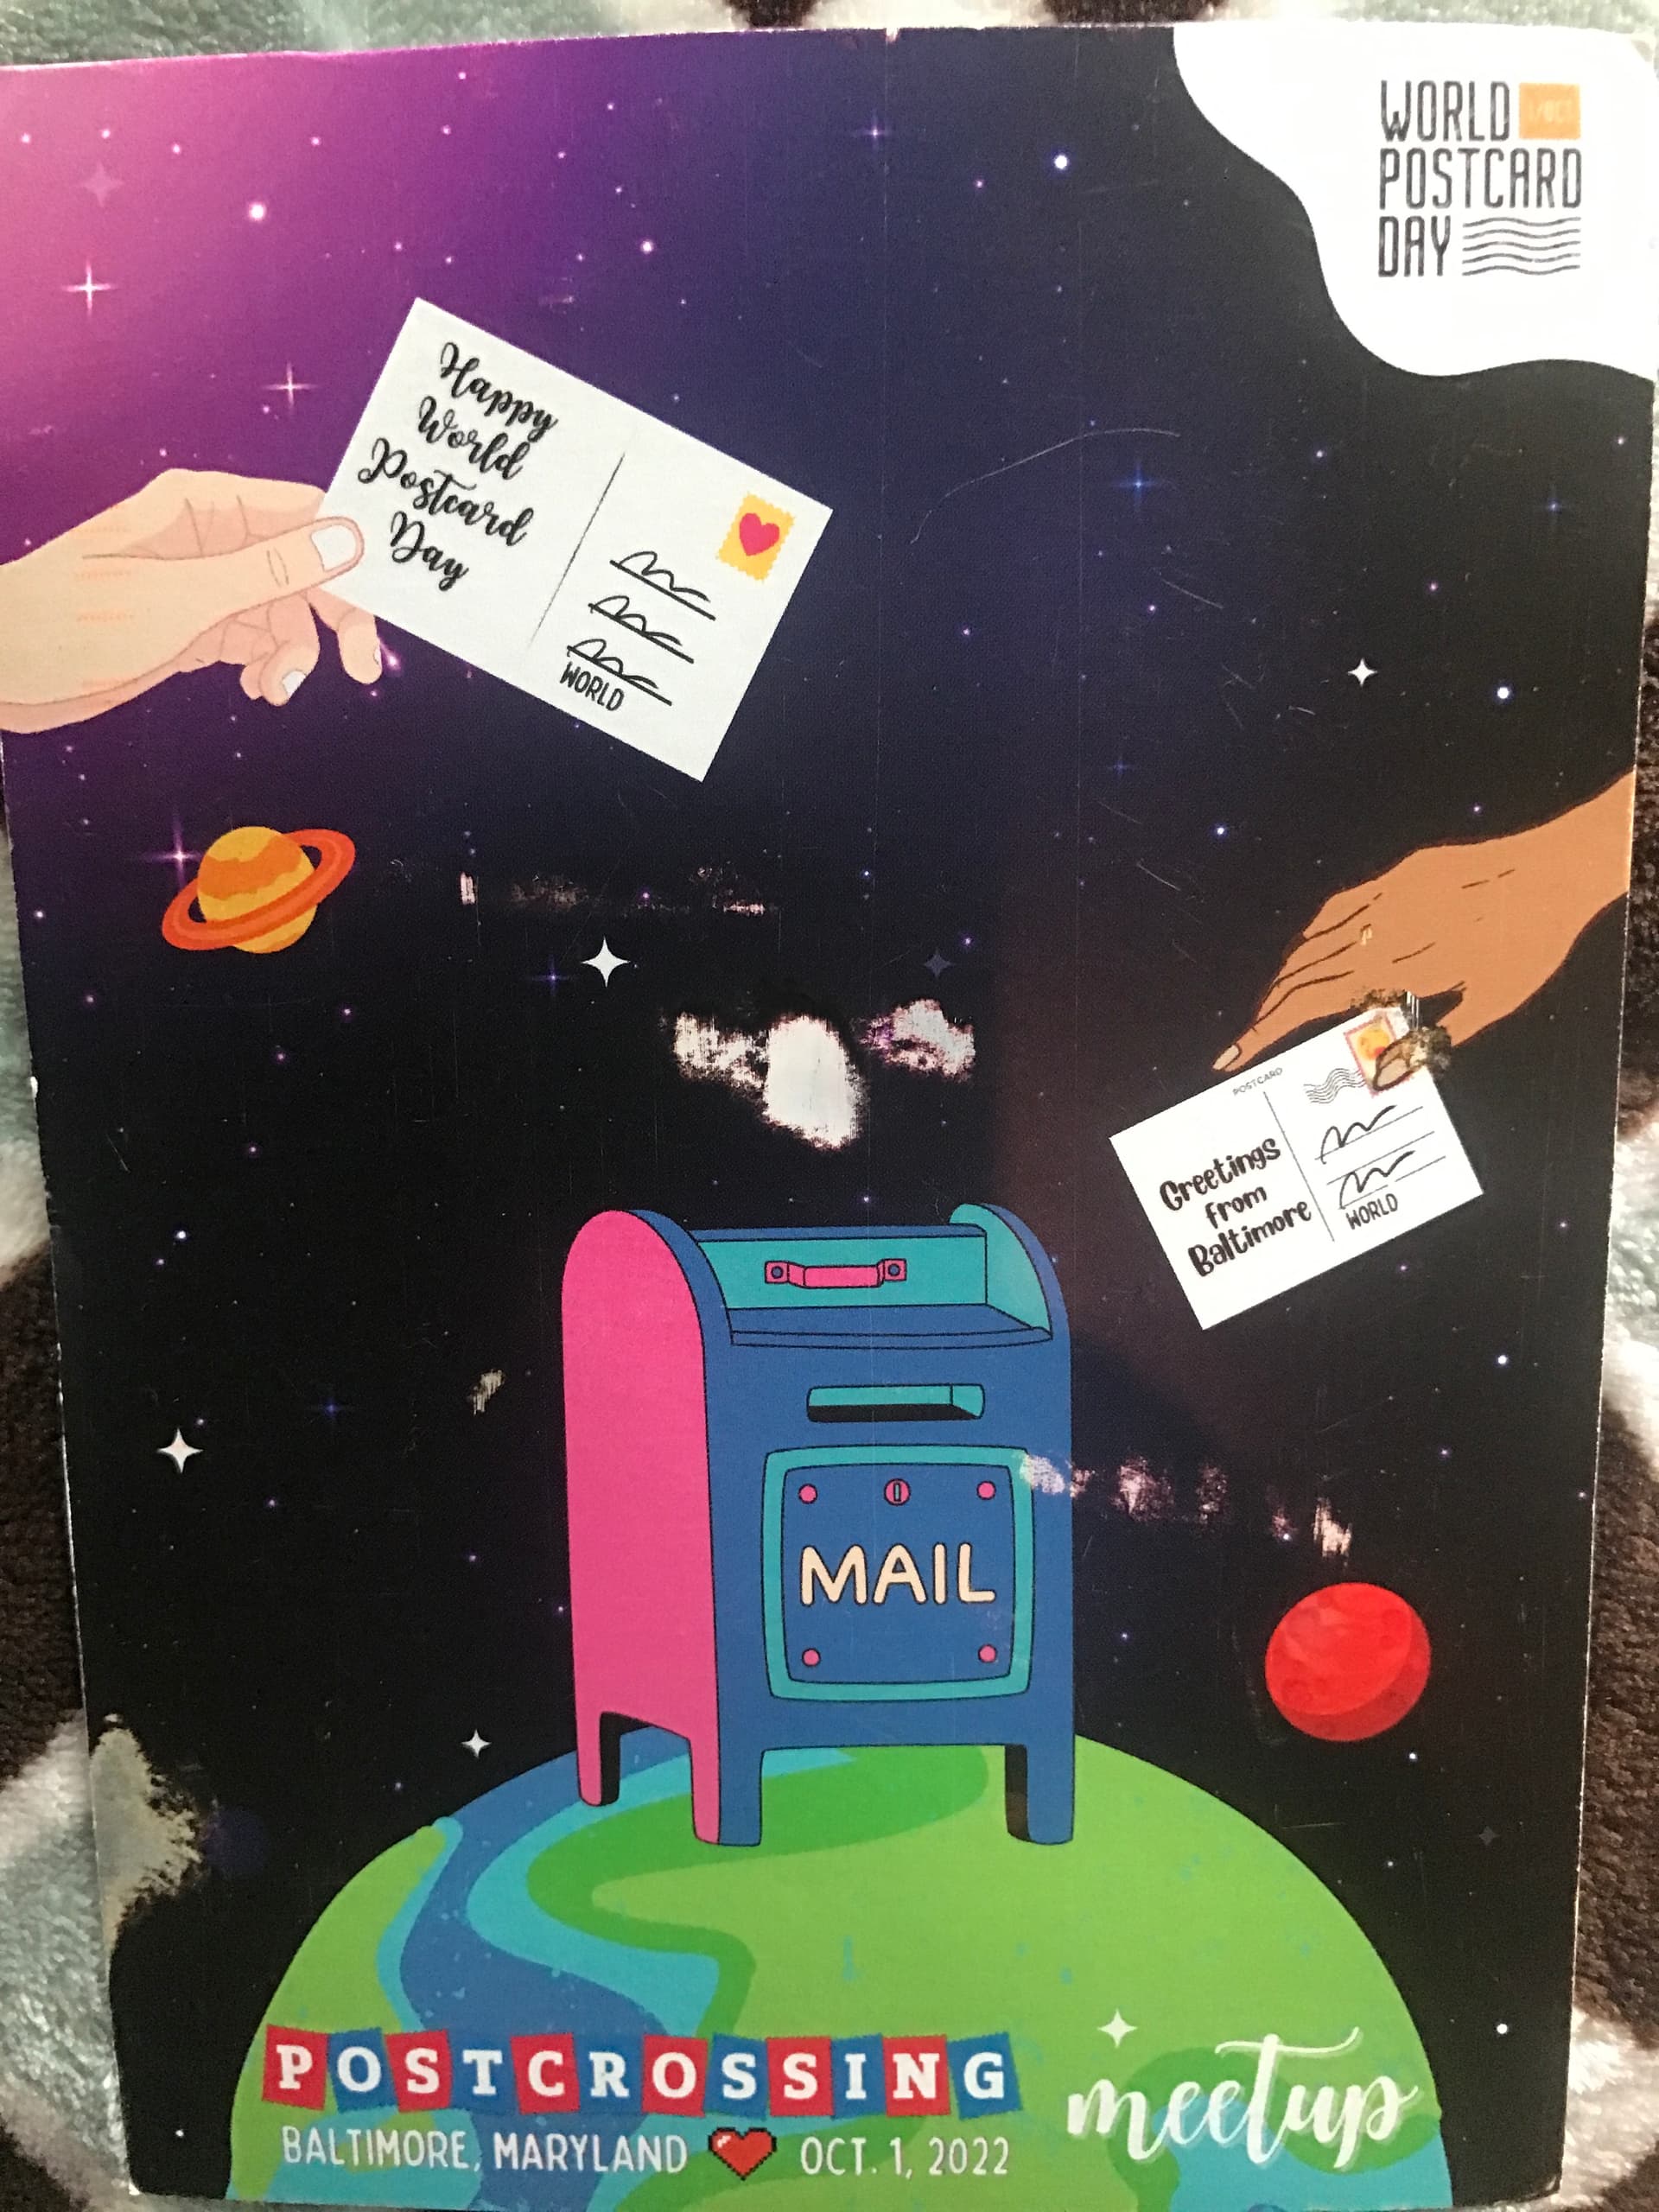 WORLD
POSTCARD
DAY
Happy
World
Postcard
Day
WORLD
POSTCARD
Greetings
from
Baltimore
WORLD
MAIL
POSTCROSSING
meetup
BALTIMORE, MARYLAND OCT. 1, 2022